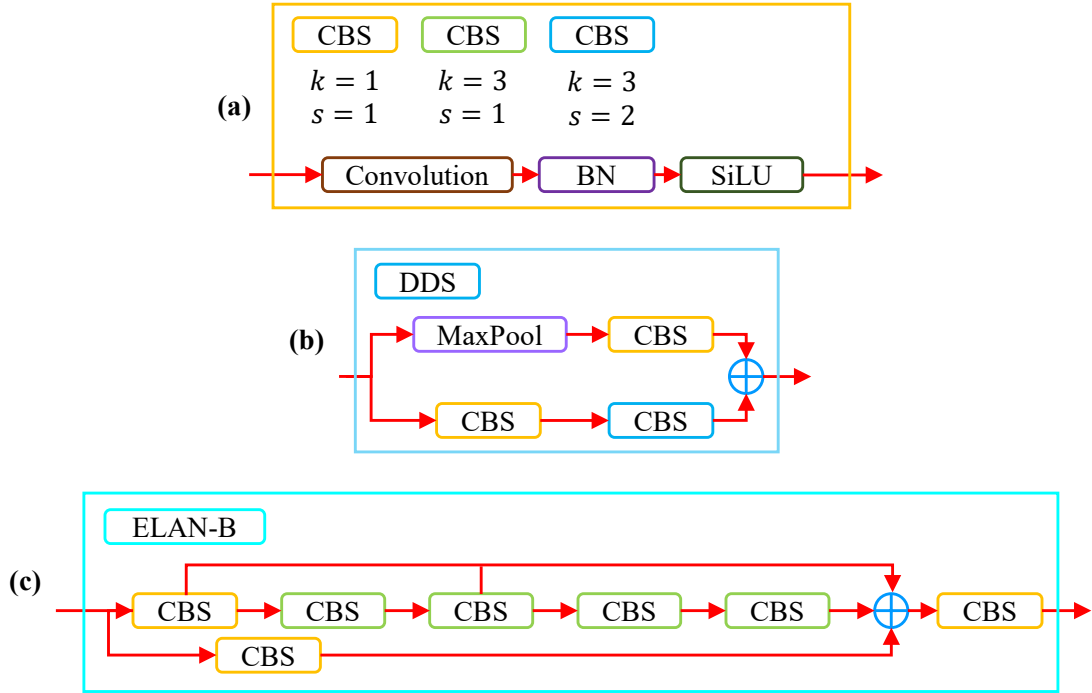 CBS CBS CBS
k = 1 k = 3 k = 3
s = 1 s = 1 s = 2
(a)
Convolution BN SiLU
DDS
MaxPool CBS
(b)
CBS CBS
ELAN-B
(c)
CBS CBS CBS CBS CBS CBS
CBS